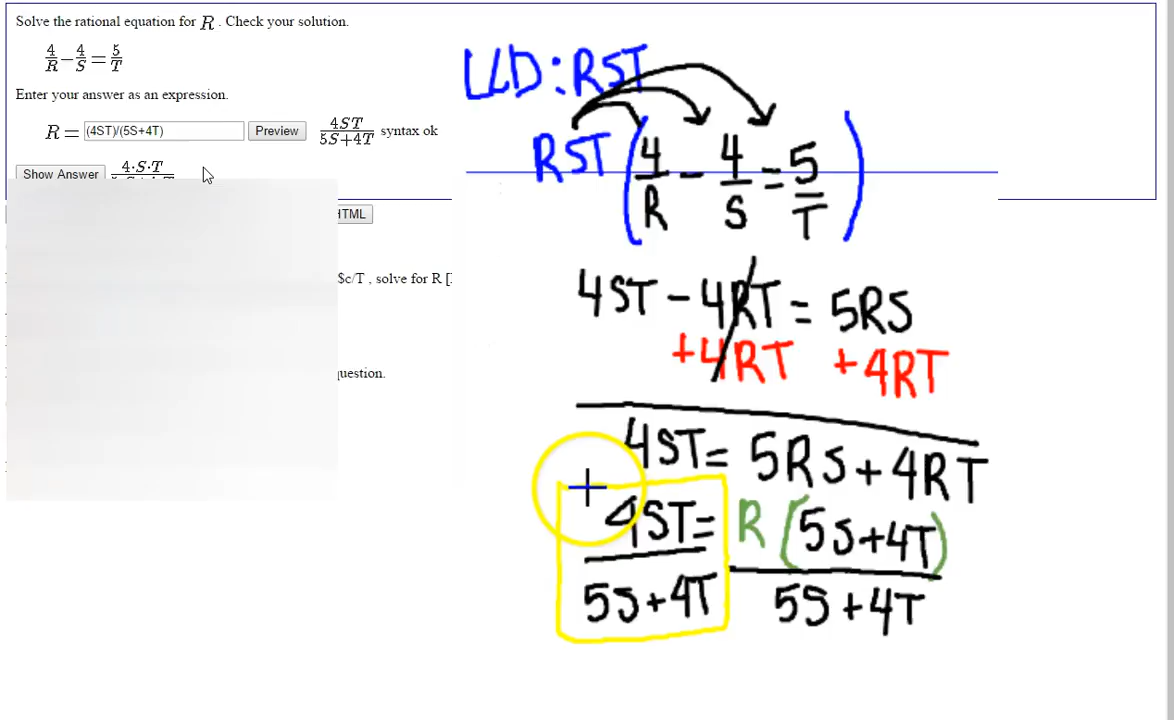 Solve the rational equation for R . Check your solution.
4/R − 4/S = 5/T
Enter your answer as an expression.
R = (4ST)/(5S+4T) Preview 4ST/5S+4T syntax ok
Show Answer 4·S·T
HTML
$c/T , solve for R [
question.
LCD: RST
RST ( 4/R − 4/S = 5/T )
4ST − 4RT = 5RS
+4RT +4RT
4ST = 5RS + 4RT
4ST = R (5S+4T)
5S+4T 5S+4T